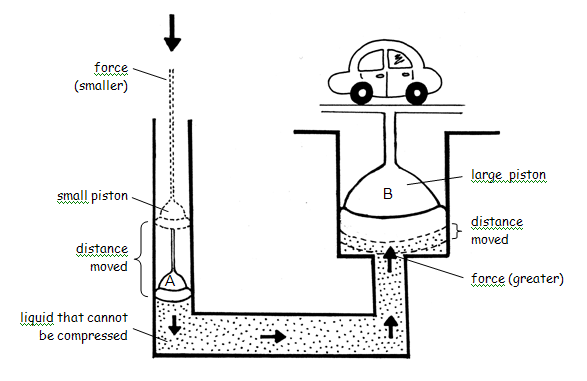 force
(smaller)
small piston
distance
moved
A
liquid that cannot
be compressed
B
large piston
distance
moved
force (greater)